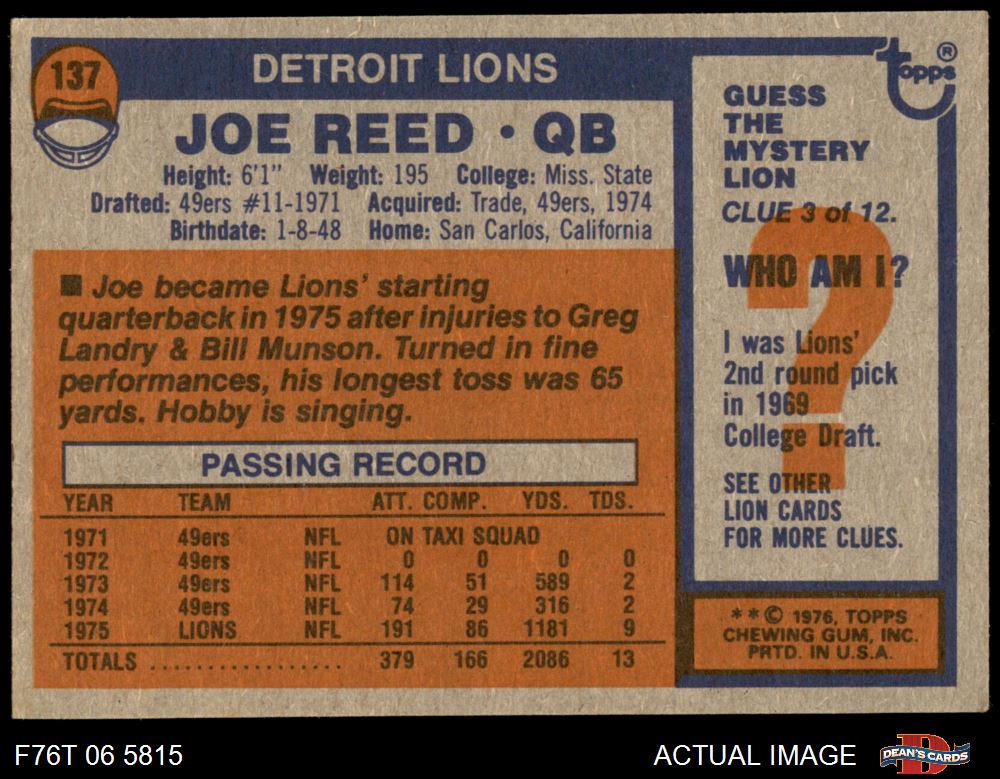 137
DETROIT LIONS
JOE REED • QB
Height: 6'1" Weight: 195 College: Miss. State
Drafted: 49ers #11-1971 Acquired: Trade, 49ers, 1974
Birthdate: 1-8-48 Home: San Carlos, California
■ Joe became Lions' starting
quarterback in 1975 after injuries to Greg
Landry & Bill Munson. Turned in fine
performances, his longest toss was 65
yards. Hobby is singing.
PASSING RECORD
YEAR TEAM ATT. COMP. YDS. TDS.
1971 49ers NFL ON TAXI SQUAD
1972 49ers NFL 0 0 0 0
1973 49ers NFL 114 51 589 2
1974 49ers NFL 74 29 316 2
1975 LIONS NFL 191 86 1181 9
TOTALS .................. 379 166 2086 13
topps®
GUESS
THE
MYSTERY
LION
CLUE 3 of 12.
?
WHO AM I?
I was Lions'
2nd round pick
in 1969
College Draft.
SEE OTHER
LION CARDS
FOR MORE CLUES.
**© 1976, TOPPS
CHEWING GUM, INC.
PRTD. IN U.S.A.
F76T 06 5815
ACTUAL IMAGE
DEAN'S CARDS